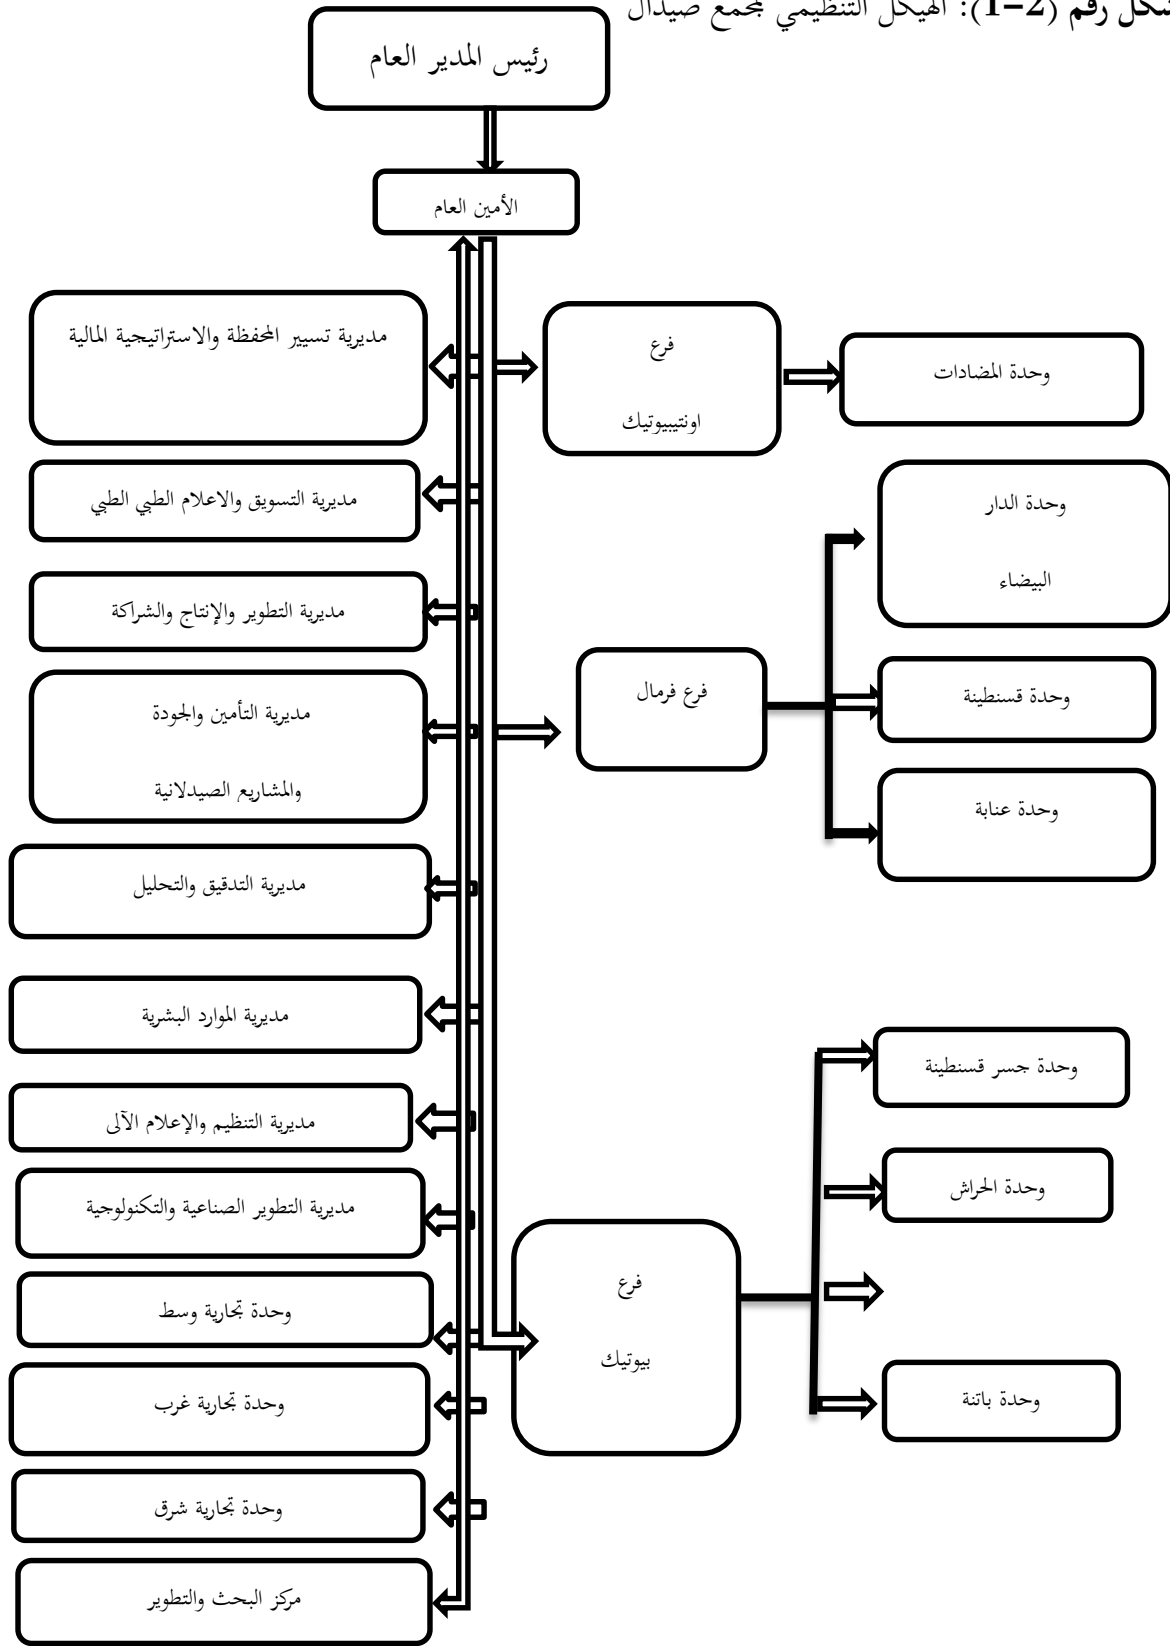 شكل رقم (2-1): الهيكل التنظيمي لمجمع صيدال
رئيس المدير العام
الأمين العام
مديرية تسيير المحفظة والاستراتيجية المالية
فرع
اونتيبيوتيك
وحدة المضادات
مديرية التسويق والاعلام الطبي الطبي
وحدة الدار
البيضاء
مديرية التطوير والإنتاج والشراكة
فرع فرمال
وحدة قسنطينة
مديرية التأمين والجودة
والمشاريع الصيدلانية
وحدة عنابة
مديرية التدقيق والتحليل
مديرية الموارد البشرية
وحدة جسر قسنطينة
مديرية التنظيم والإعلام الآلى
وحدة الحراش
مديرية التطوير الصناعية والتكنولوجية
فرع
بيوتيك
وحدة تجارية وسط
وحدة باتنة
وحدة تجارية غرب
وحدة تجارية شرق
مركز البحث والتطوير